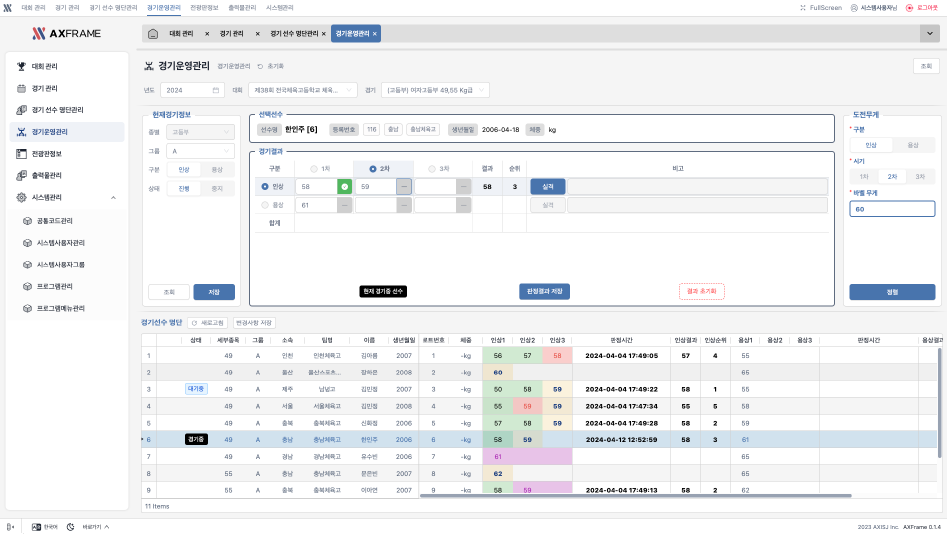 대회 관리 경기 관리 경기 선수 명단관리 경기운영관리 전광판정보 출력물관리 시스템관리 FullScreen 시스템사용자님 로그아웃
AXFRAME 대회 관리 × 경기 관리 × 경기 선수 명단관리 × 경기운영관리 ×
경기운영관리 경기운영관리 초기화 조회
년도 2024 대회 제38회 전국체육고등학교 체육... 경기 (고등부) 여자고등부 49,55 Kg급
대회 관리
경기 관리
경기 선수 명단관리
경기운영관리
전광판정보
출력물관리
시스템관리
공통코드관리
시스템사용자관리
시스템사용자그룹
프로그램관리
프로그램메뉴관리
현재경기정보
종별 고등부
그룹 A
구분 인상 용상
상태 진행 중지
조회 저장
선택선수
선수명 한인주 [6] 등록번호 116 충남 충남체육고 생년월일 2006-04-18 체중 kg
경기결과
구분 1차 2차 3차 결과 순위 비고
인상 58 59 58 3 실격
용상 61 실격
합계
현재 경기중 선수 판정결과 저장 결과 초기화
도전무게
* 구분
인상 용상
* 시기
1차 2차 3차
* 바벨 무게
60
정렬
경기선수 명단 새로고침 변경사항 저장
상태 세부종목 그룹 소속 팀명 이름 생년월일 로트번호 체중 인상1 인상2 인상3 판정시간 인상결과 인상순위 용상1 용상2 용상3 판정시간 용상결과
1 49 A 인천 인천체육고 김아름 2007 1 -kg 56 57 58 2024-04-04 17:49:05 57 4 55
2 49 A 울산 울산스포츠... 장하은 2008 2 -kg 60 65
3 대기중 49 A 제주 남녕고 김민정 2007 3 -kg 50 58 59 2024-04-04 17:49:22 58 1 55
4 49 A 서울 서울체육고 김민정 2008 4 -kg 55 59 59 2024-04-04 17:47:34 55 5 58
5 49 A 충북 충북체육고 신화정 2006 5 -kg 57 58 59 2024-04-04 17:49:28 58 2 59
6 경기중 49 A 충남 충남체육고 한인주 2006 6 -kg 58 59 2024-04-12 12:52:59 58 3 61
7 49 A 경남 경남체육고 유수빈 2006 7 -kg 61 65
8 55 A 충남 충남체육고 문은빈 2007 8 -kg 62 65
9 55 A 충북 충북체육고 이아연 2007 9 -kg 58 59 2024-04-04 17:49:13 58 2 62
11 Items
한국어 바로가기 2023 AXISJ Inc. AXFrame 0.1.4